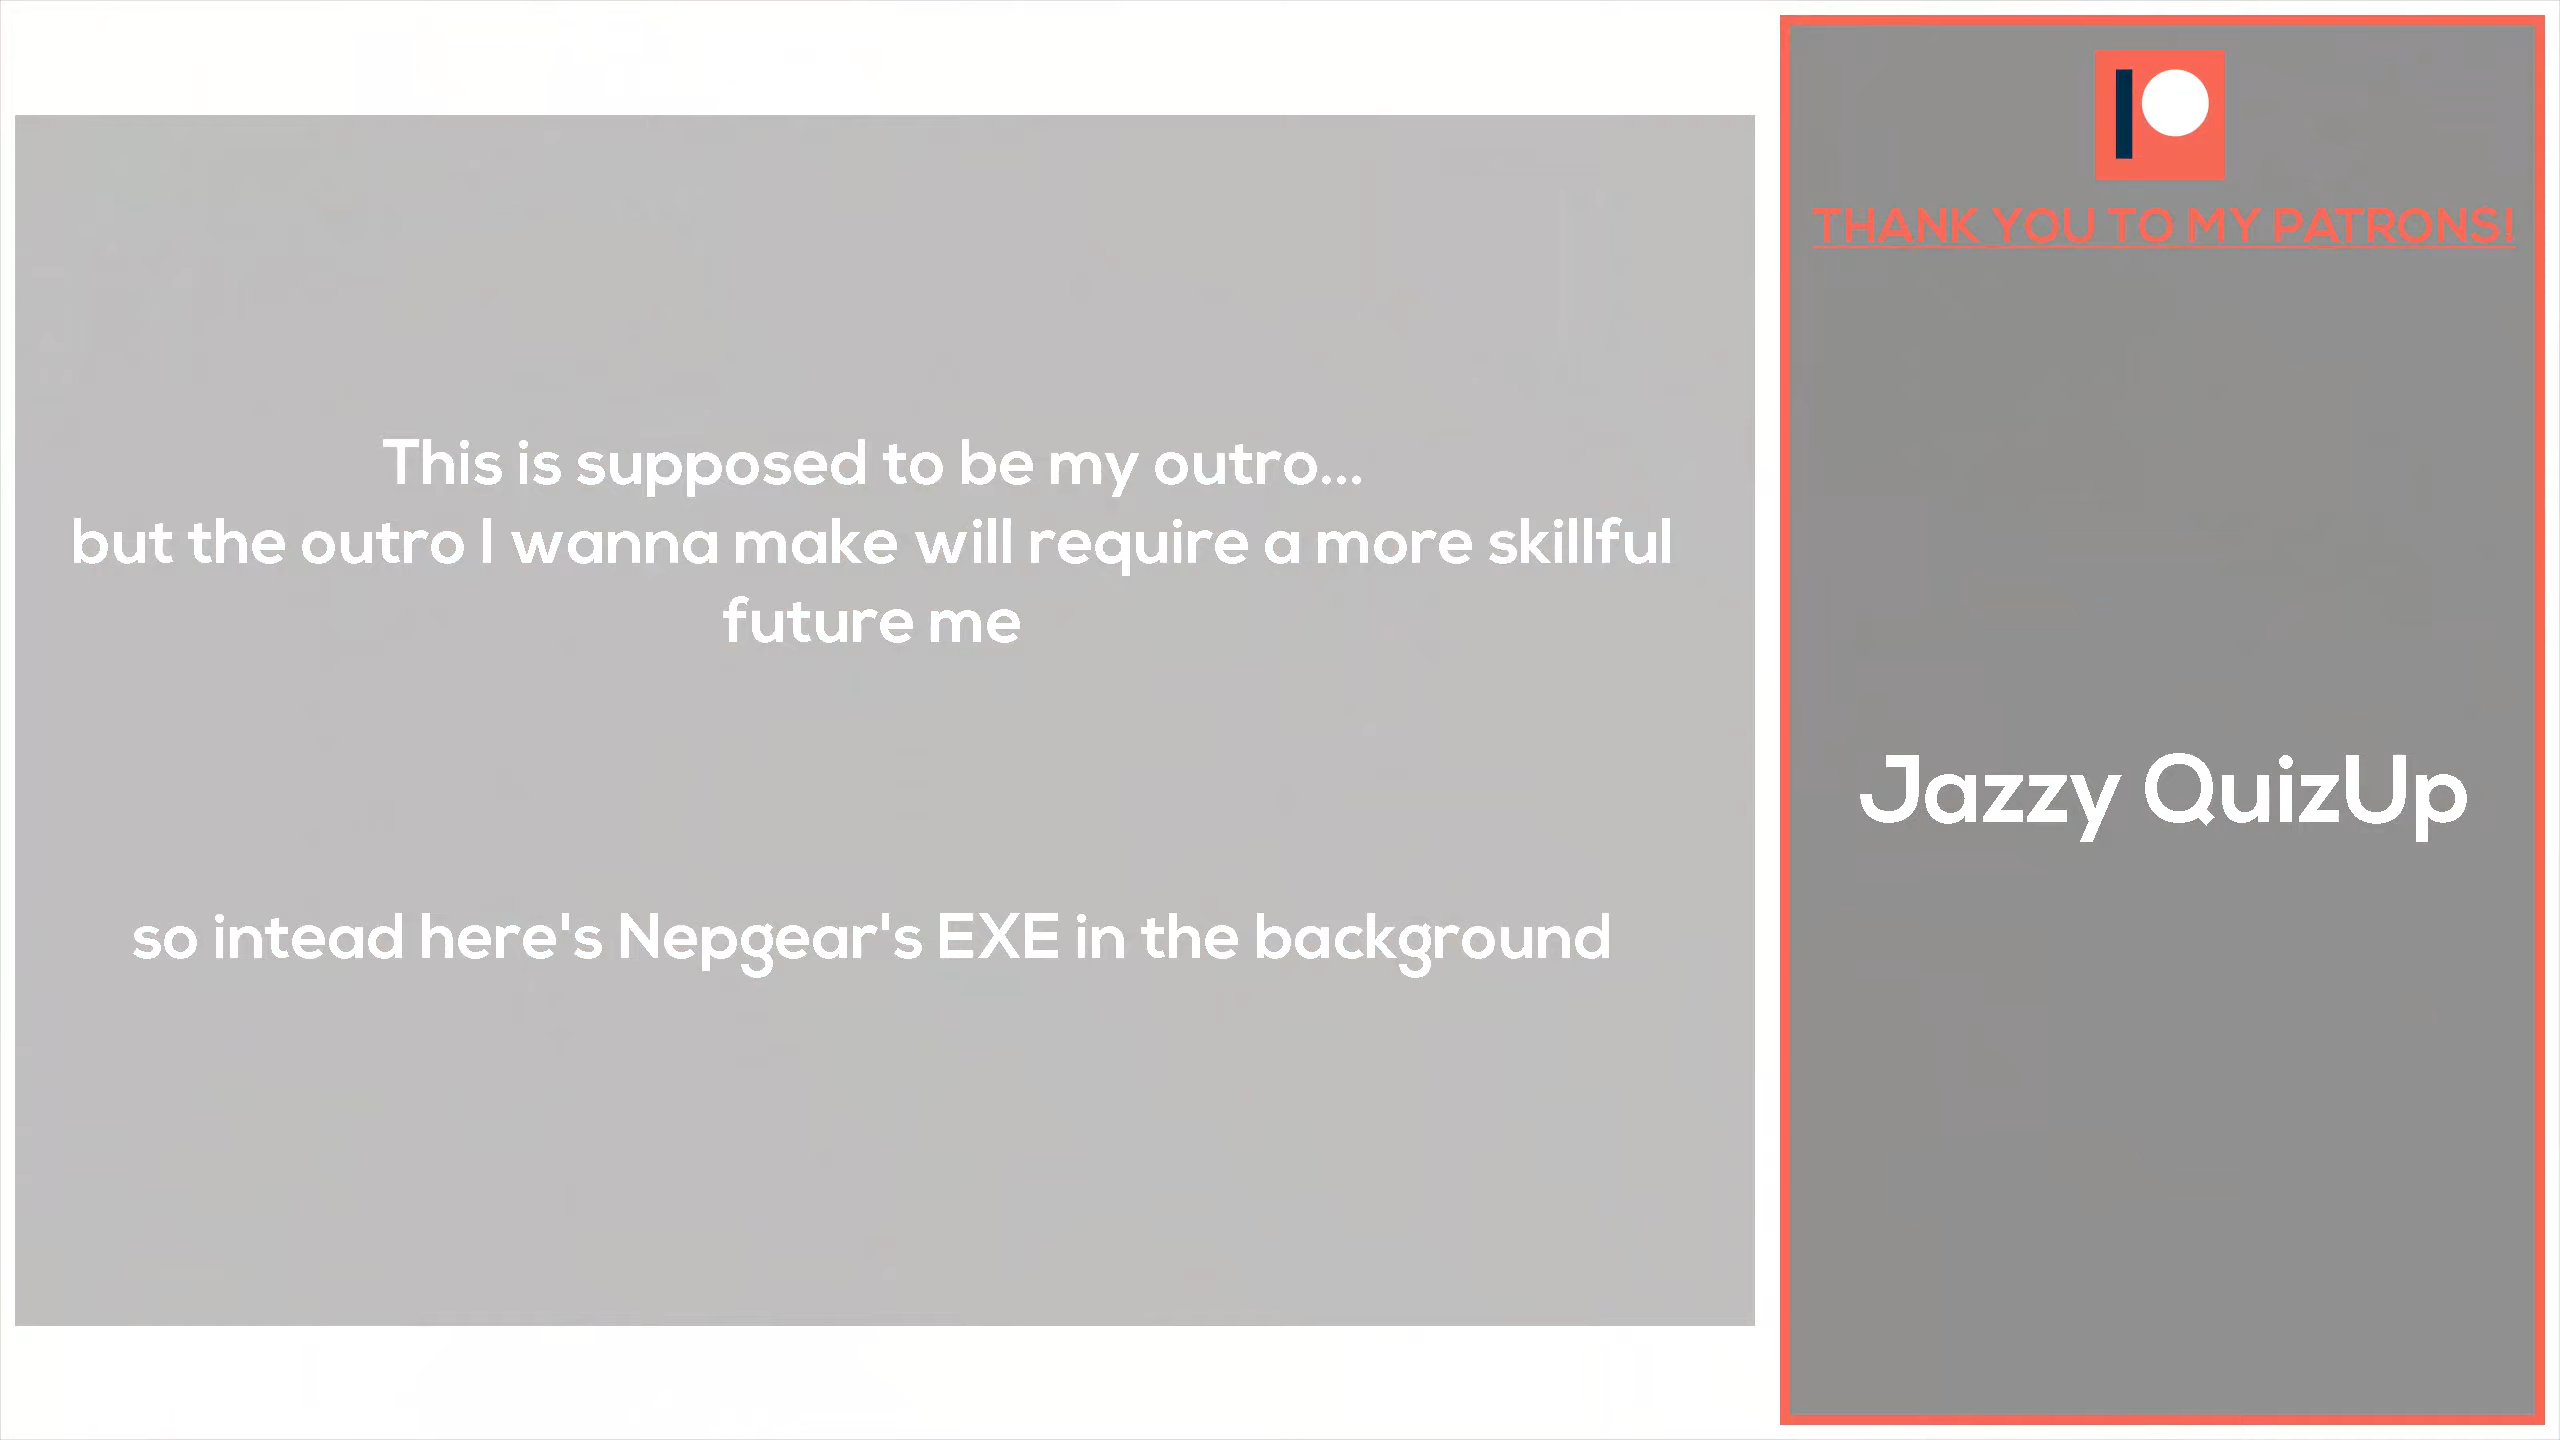 This is supposed to be my outro...
but the outro I wanna make will require a more skillful
future me
so intead here's Nepgear's EXE in the background
THANK YOU TO MY PATRONS!
Jazzy QuizUp